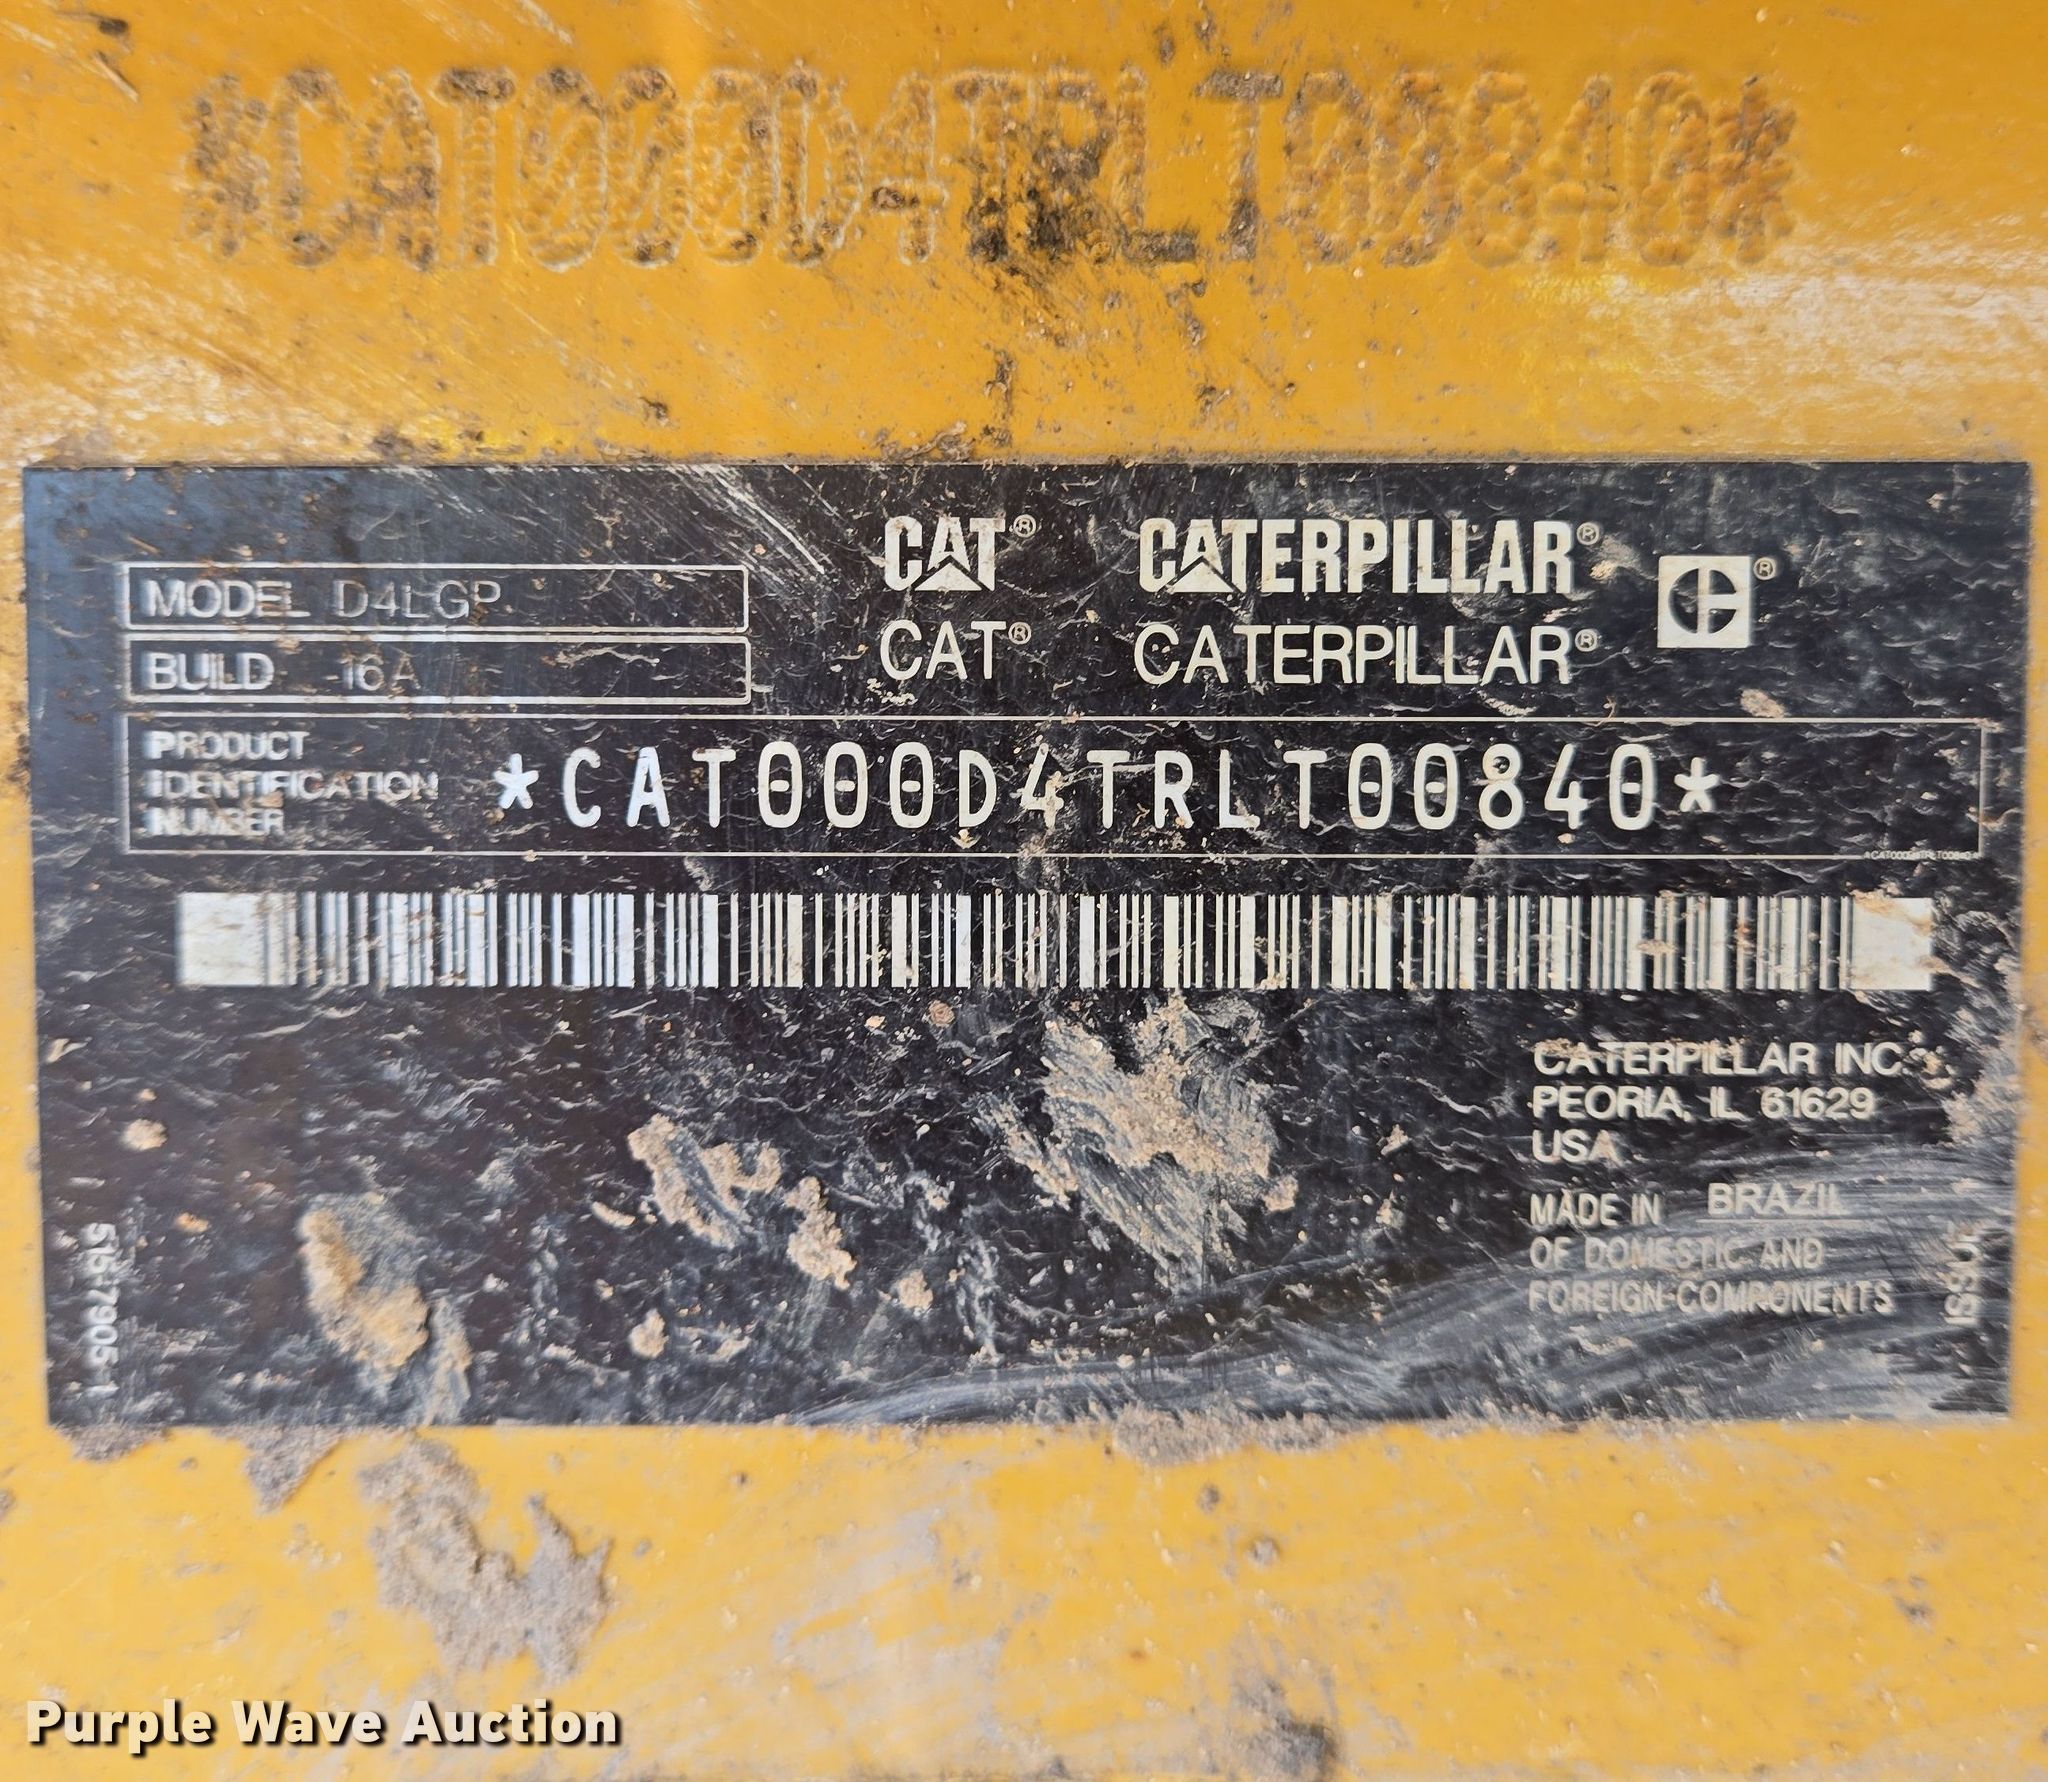 *CAT000D4TRLT00840*
CAT® CATERPILLAR® ®
MODEL D4LGP
CAT® CATERPILLAR®
BUILD 16A
PRODUCT
IDENTIFICATION
NUMBER
*CAT000D4TRLT00840*
*CAT000D4TRLT00840*
CATERPILLAR INC.
PEORIA, IL 61629
USA
MADE IN BRAZIL
OF DOMESTIC AND
FOREIGN COMPONENTS
515-7905-1
Purple Wave Auction